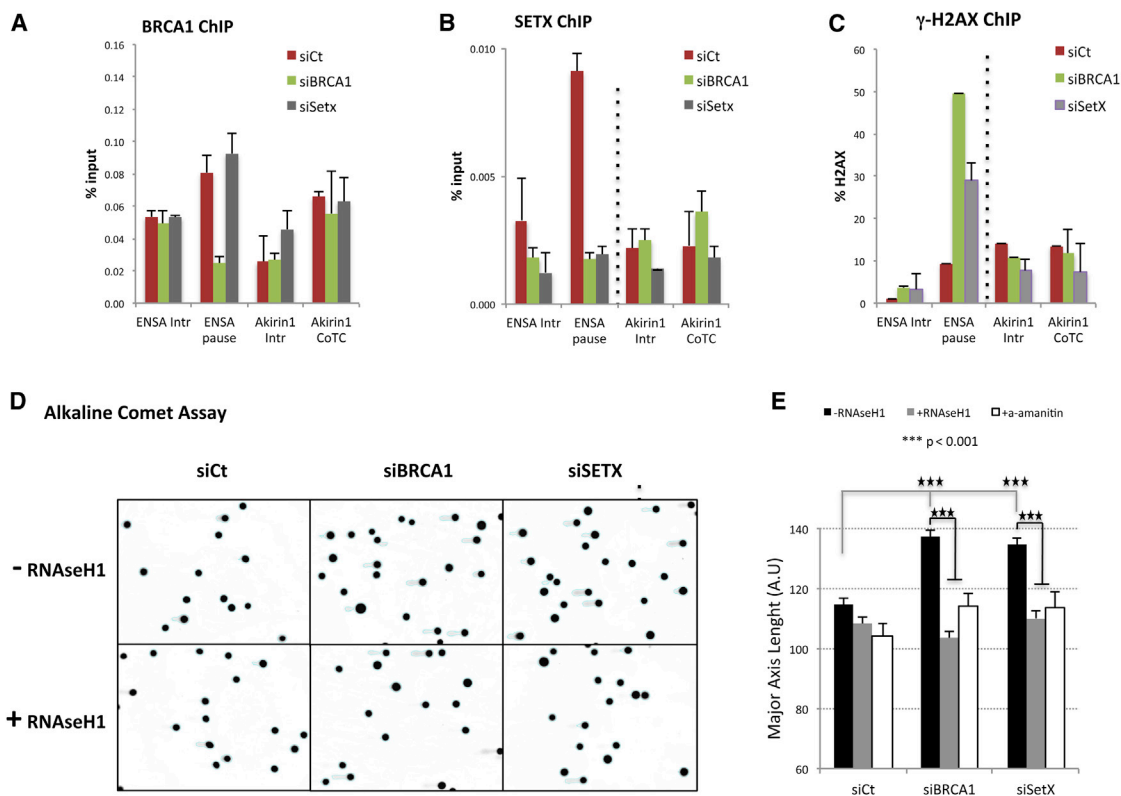 A
BRCA1 ChIP
0.16
0.14
0.12
0.10
0.08
0.06
0.04
0.02
0.00
% input
siCt
siBRCA1
siSetx
ENSA Intr
ENSA pause
Akirin1 Intr
Akirin1 CoTC
B
SETX ChIP
0.010
0.005
0.000
% input
siCt
siBRCA1
siSetx
ENSA Intr
ENSA pause
Akirin1 Intr
Akirin1 CoTC
C
γ-H2AX ChIP
60
50
40
30
20
10
0
% H2AX
siCt
siBRCA1
siSetX
ENSA Intr
ENSA pause
Akirin1 Intr
Akirin1 CoTC
D
Alkaline Comet Assay
siCt
siBRCA1
siSETX
- RNAseH1
+ RNAseH1
E
-RNAseH1
+RNAseH1
+a-amanitin
*** p < 0.001
★★★
★★★
★★★
★★★
140
120
100
80
60
Major Axis Lenght (A.U)
siCt
siBRCA1
siSetX